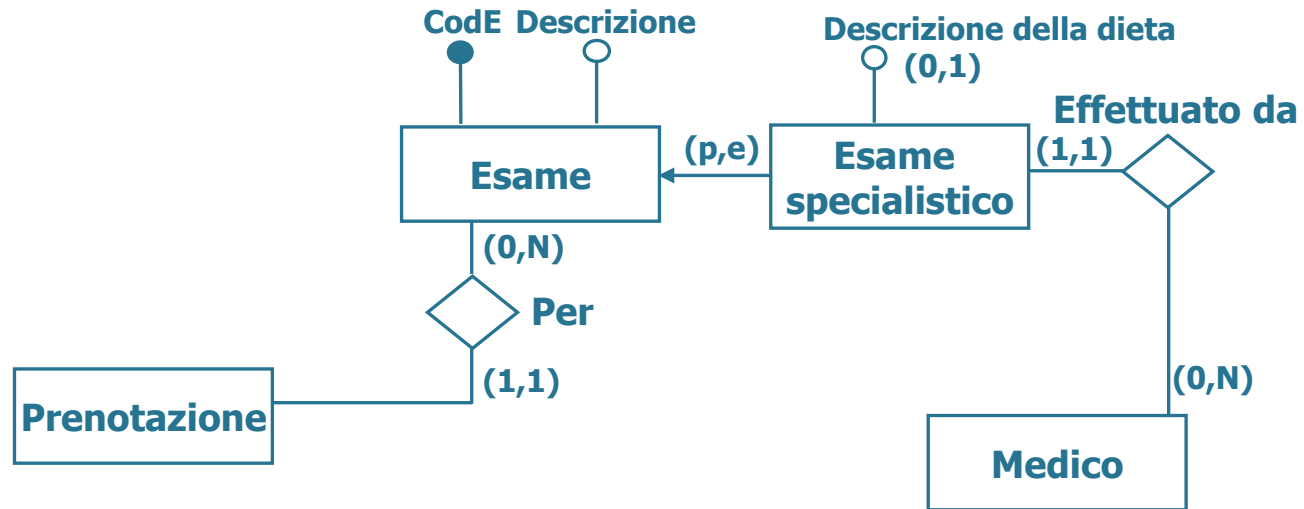 CodE Descrizione
Descrizione della dieta
(0,1)
Effettuato da
Esame
(p,e)
Esame
specialistico
(1,1)
(0,N)
Per
(1,1)
Prenotazione
(0,N)
Medico